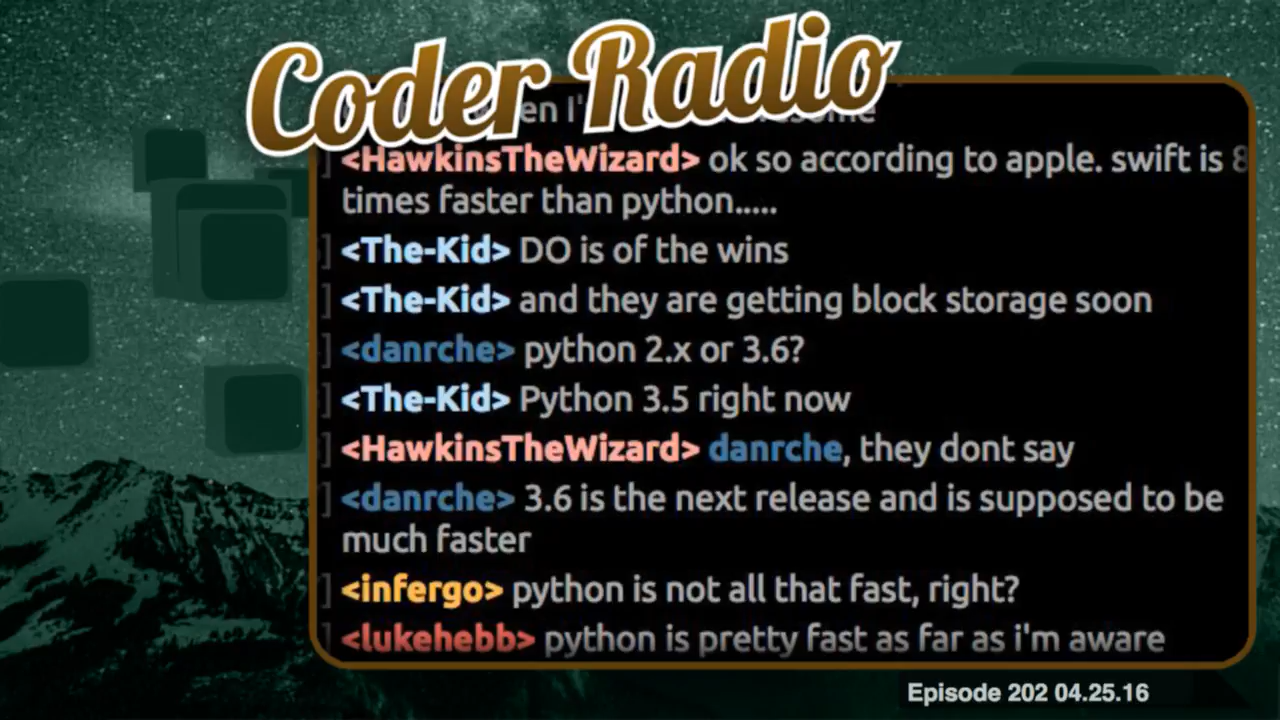 Coder Radio
en I'
<HawkinsTheWizard> ok so according to apple. swift is 8
times faster than python.....
<The-Kid> DO is of the wins
<The-Kid> and they are getting block storage soon
<danrche> python 2.x or 3.6?
<The-Kid> Python 3.5 right now
<HawkinsTheWizard> danrche, they dont say
<danrche> 3.6 is the next release and is supposed to be
much faster
<infergo> python is not all that fast, right?
<lukehebb> python is pretty fast as far as i'm aware
Episode 202 04.25.16